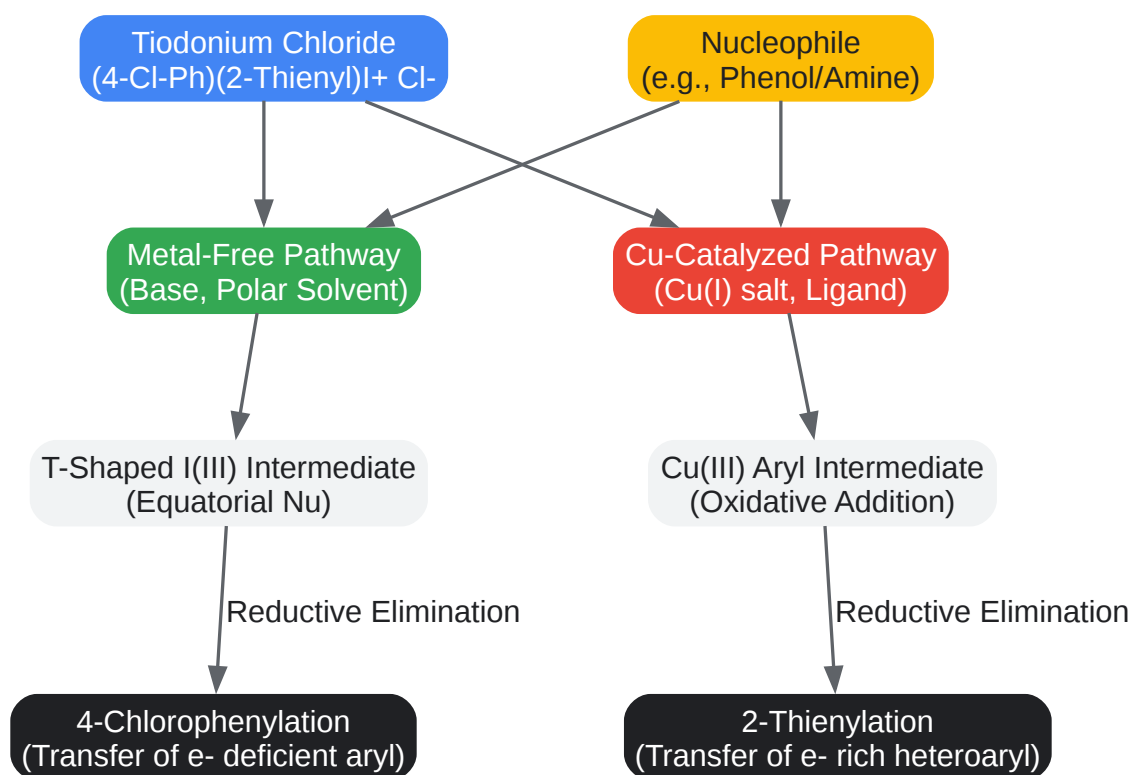 Tiodonium Chloride
(4-Cl-Ph)(2-Thienyl)I+ Cl-
Nucleophile
(e.g., Phenol/Amine)
Metal-Free Pathway
(Base, Polar Solvent)
Cu-Catalyzed Pathway
(Cu(I) salt, Ligand)
T-Shaped I(III) Intermediate
(Equatorial Nu)
Cu(III) Aryl Intermediate
(Oxidative Addition)
Reductive Elimination
Reductive Elimination
4-Chlorophenylation
(Transfer of e- deficient aryl)
2-Thienylation
(Transfer of e- rich heteroaryl)